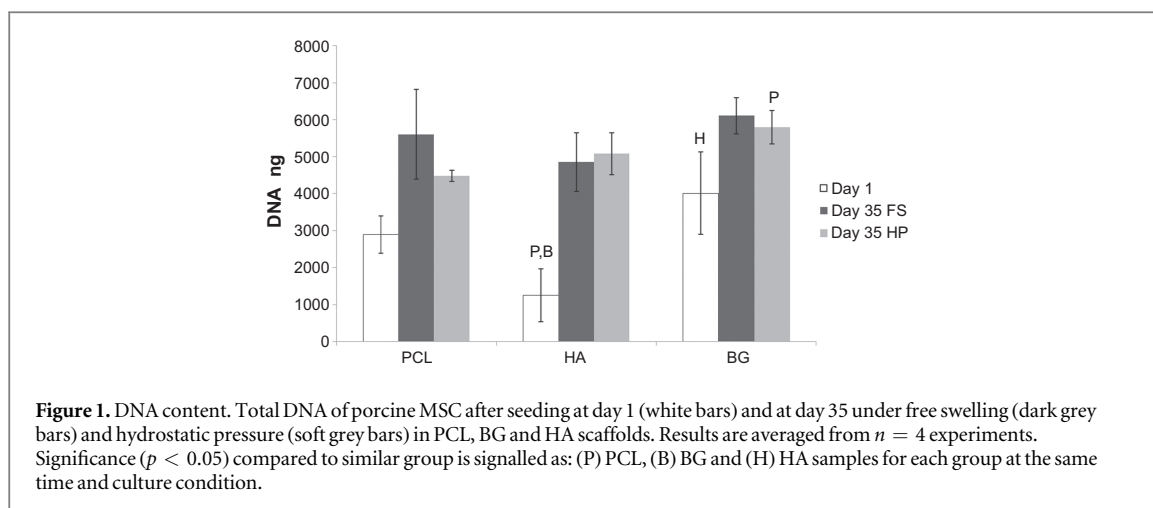 8000
7000
6000
5000
4000
3000
2000
1000
0
DNA ng
P,B
H
P
Day 1
Day 35 FS
Day 35 HP
PCL HA BG
Figure 1. DNA content. Total DNA of porcine MSC after seeding at day 1 (white bars) and at day 35 under free swelling (dark grey
bars) and hydrostatic pressure (soft grey bars) in PCL, BG and HA scaffolds. Results are averaged from n = 4 experiments.
Significance (p < 0.05) compared to similar group is signalled as: (P) PCL, (B) BG and (H) HA samples for each group at the same
time and culture condition.